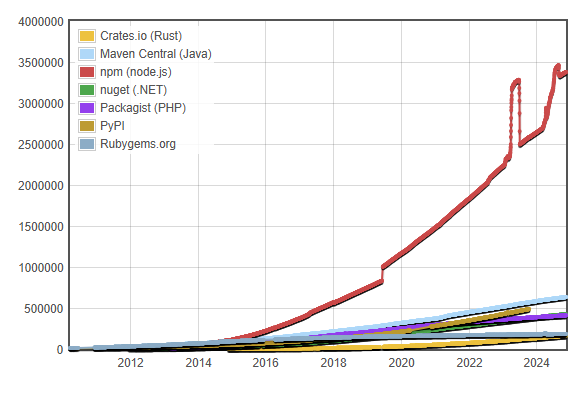 4000000
3500000
3000000
2500000
2000000
1500000
1000000
500000
0
Crates.io (Rust)
Maven Central (Java)
npm (node.js)
nuget (.NET)
Packagist (PHP)
PyPI
Rubygems.org
2012 2014 2016 2018 2020 2022 2024